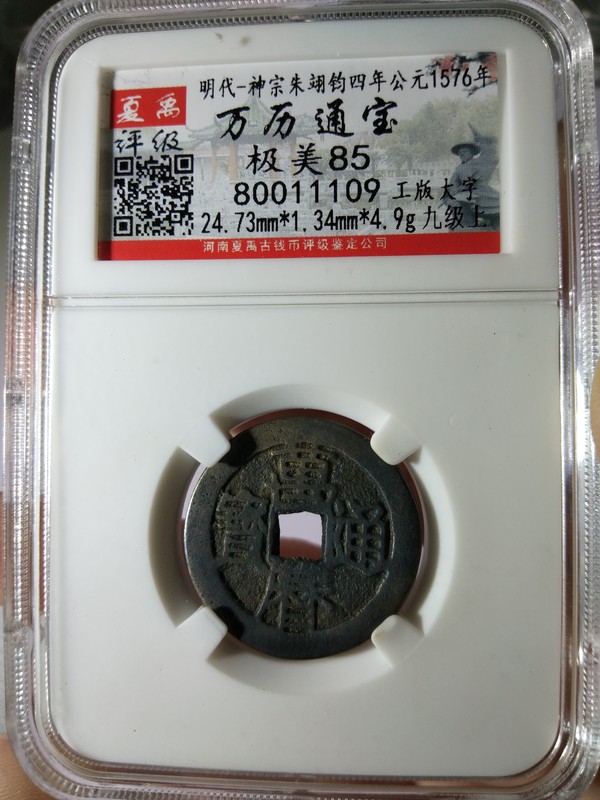 明代-神宗朱翊钧四年公元1576年
夏禹
评级
万历通宝
极美85
80011109 工版大字
24.73mm*1.34mm*4.9g 九级上
河南夏禹古钱币评级鉴定公司
萬曆通寶